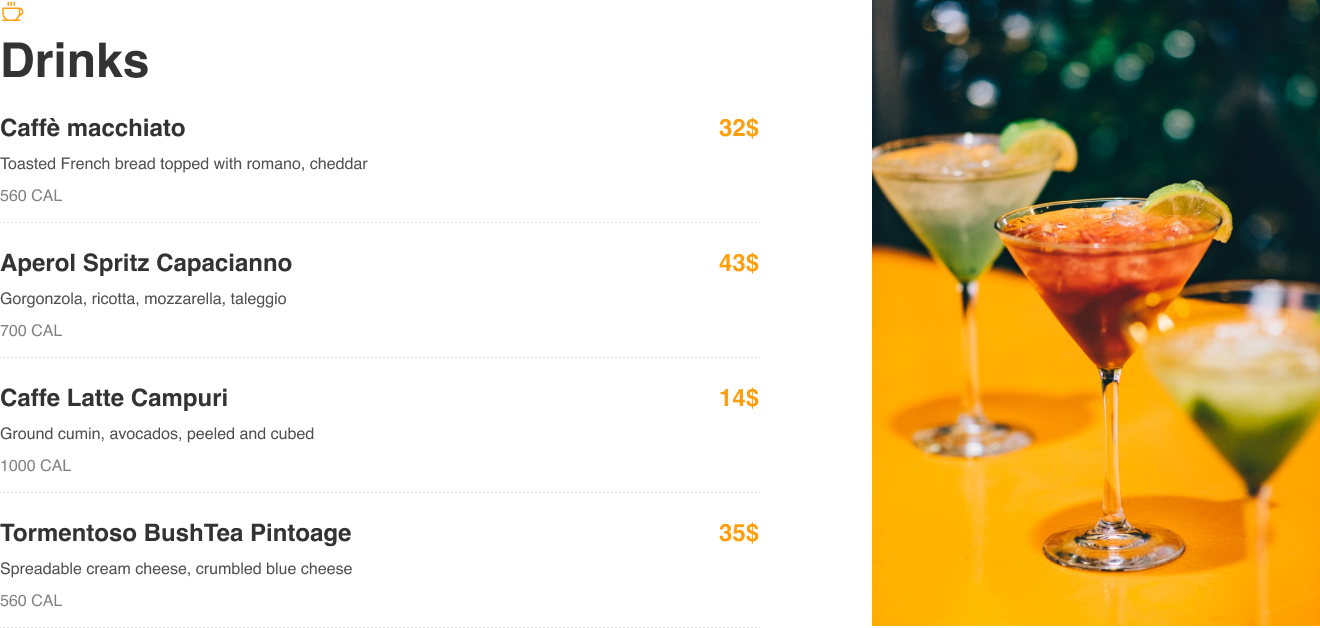 Drinks
Caffè macchiato 32$
Toasted French bread topped with romano, cheddar
560 CAL
Aperol Spritz Capacianno 43$
Gorgonzola, ricotta, mozzarella, taleggio
700 CAL
Caffe Latte Campuri 14$
Ground cumin, avocados, peeled and cubed
1000 CAL
Tormentoso BushTea Pintoage 35$
Spreadable cream cheese, crumbled blue cheese
560 CAL